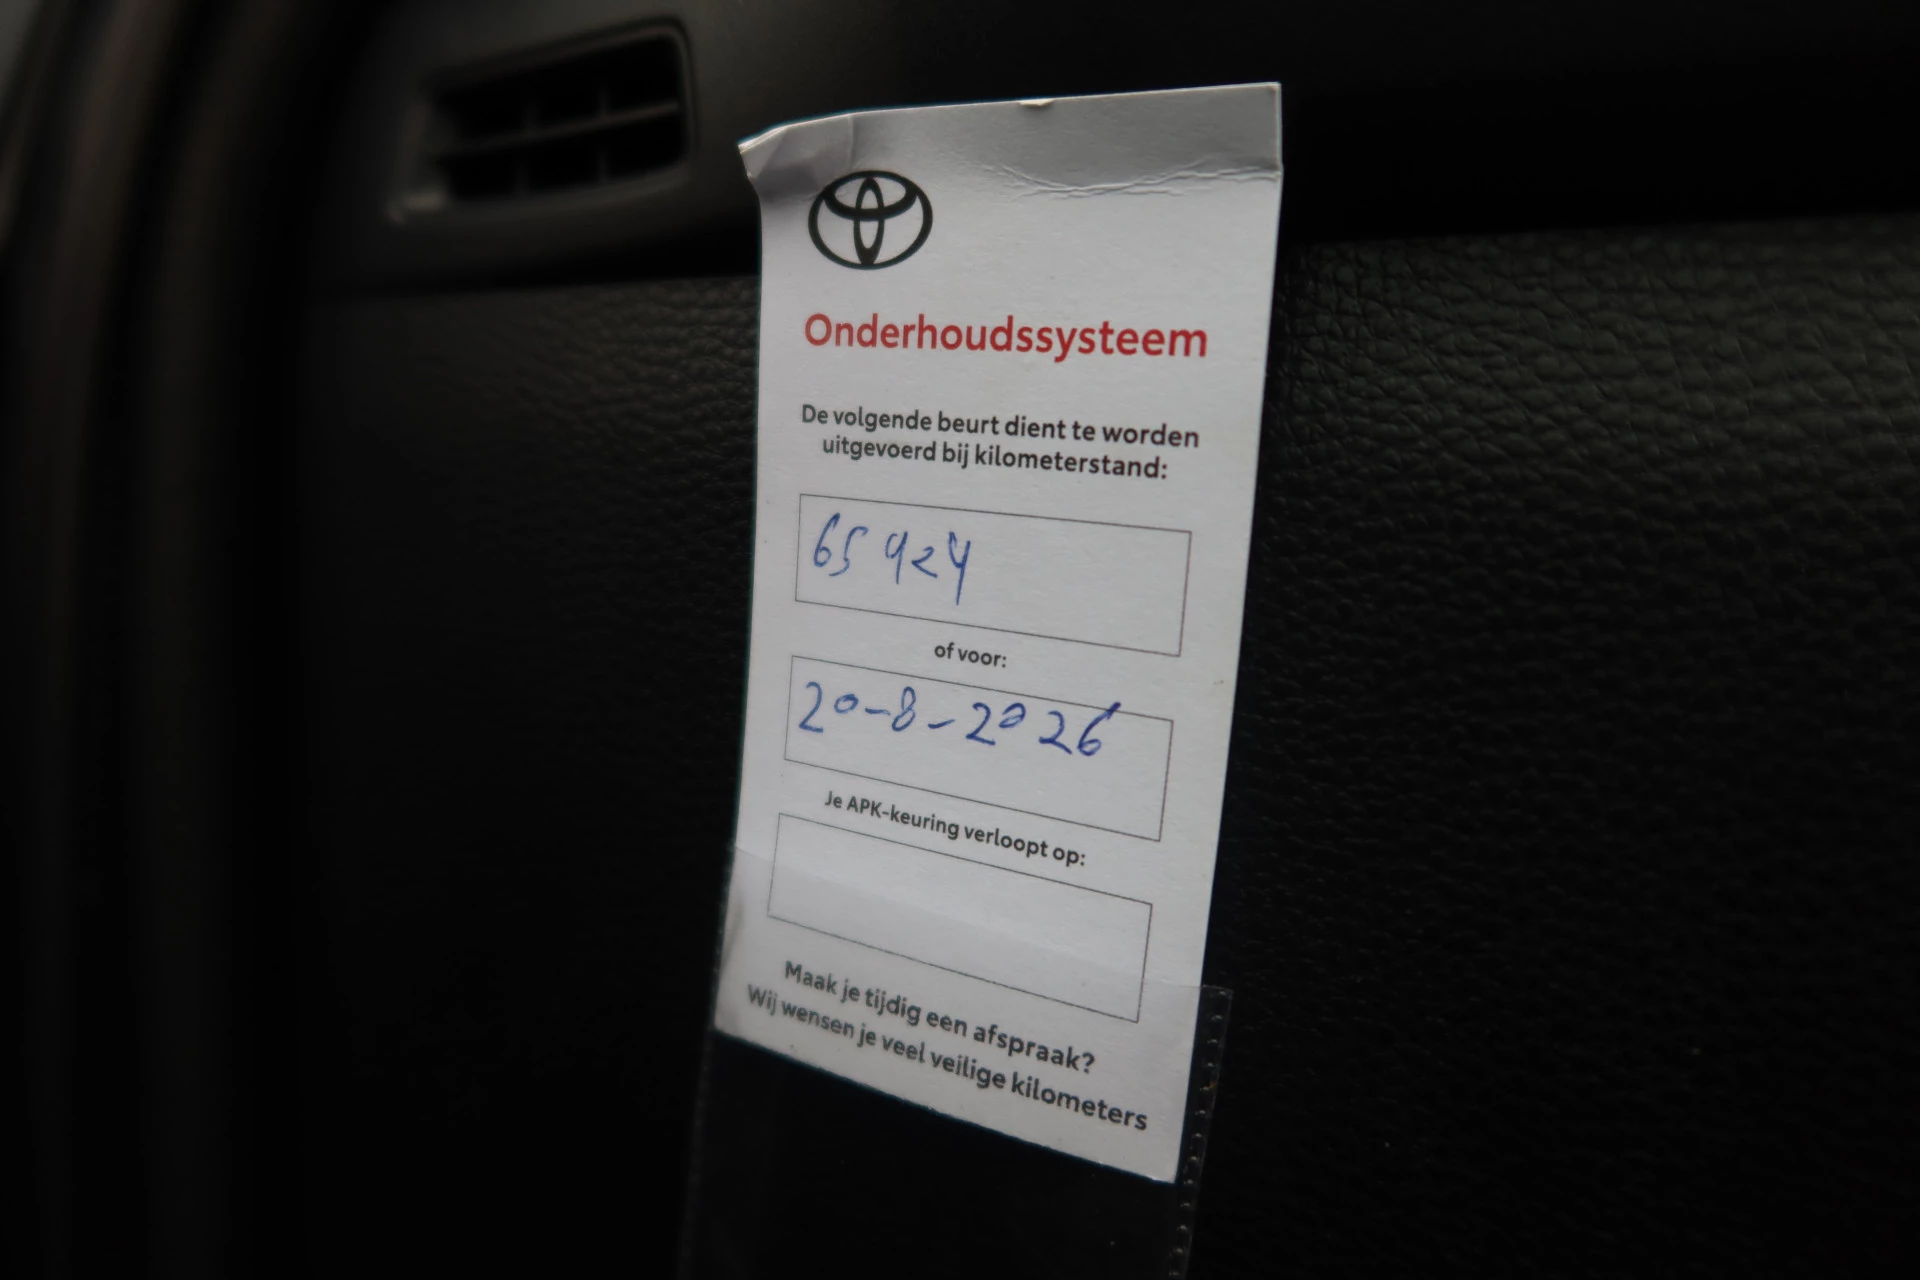 Onderhoudssysteem
De volgende beurt dient te worden
uitgevoerd bij kilometerstand:
65924
of voor:
20-8-2026
Je APK-keuring verloopt op:
Maak je tijdig een afspraak?
Wij wensen je veel veilige kilometers